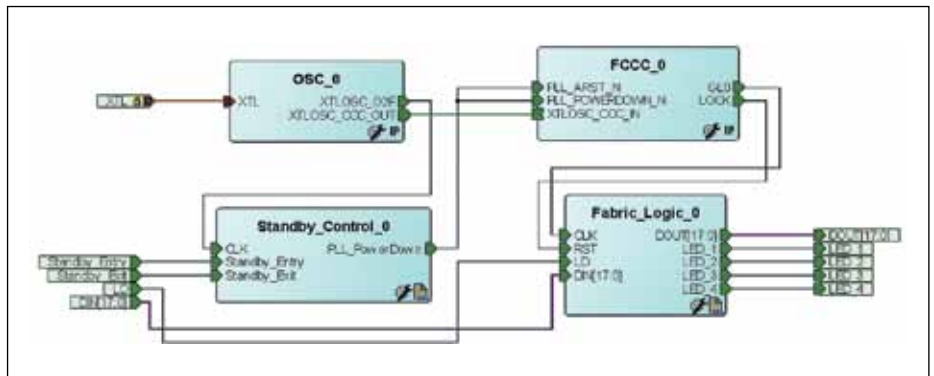 OSC_0
XTL
XTL
XTLOSC_O2F
XTLOSC_CCC_OUT
IP
FCCC_0
PLL_ARST_N
PLL_POWERDOWN_N
XTLOSC_CCC_IN
GL0
LOCK
IP
Standby_Control_0
CLK
Standby_Entry
Standby_Exit
PLL_PowerDown
Standby_Entry
Standby_Exit
LD
DIN[17:0]
Fabric_Logic_0
CLK
RST
LD
DIN[17:0]
DOUT[17:0]
LED_1
LED_2
LED_3
LED_4
DOUT[17:0]
LED_1
LED_2
LED_3
LED_4